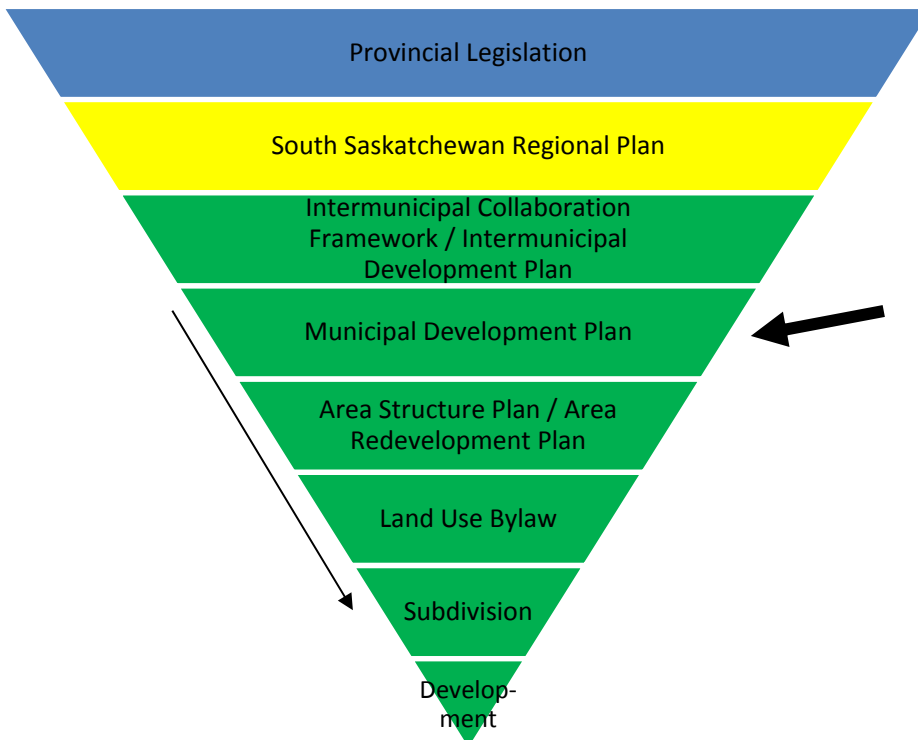 Provincial Legislation
South Saskatchewan Regional Plan
Intermunicipal Collaboration
Framework / Intermunicipal
Development Plan
Municipal Development Plan
Area Structure Plan / Area
Redevelopment Plan
Land Use Bylaw
Subdivision
Develop-
ment